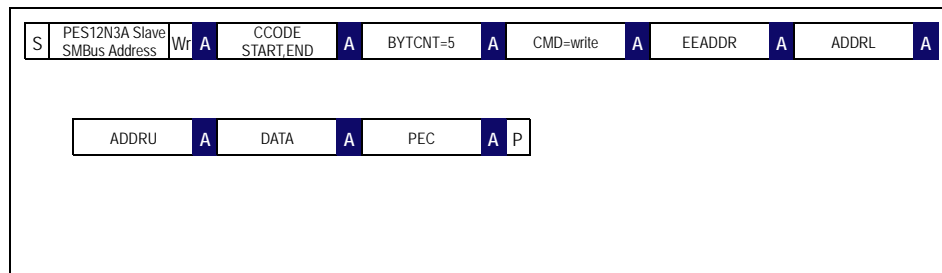 S PES12N3A Slave SMBus Address Wr A CCODE START,END A BYTCNT=5 A CMD=write A EEADDR A ADDRL A
ADDRU A DATA A PEC A P